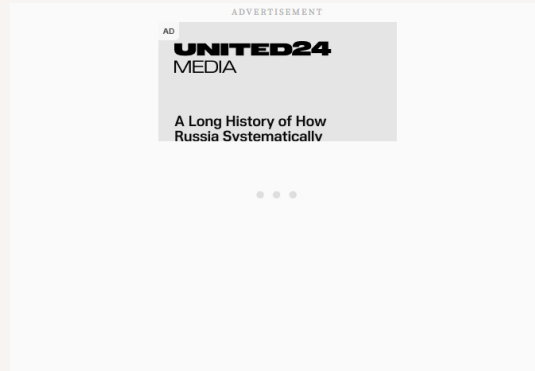 ADVERTISEMENT
AD
UNITED24
MEDIA
A Long History of How
Russia Systematically